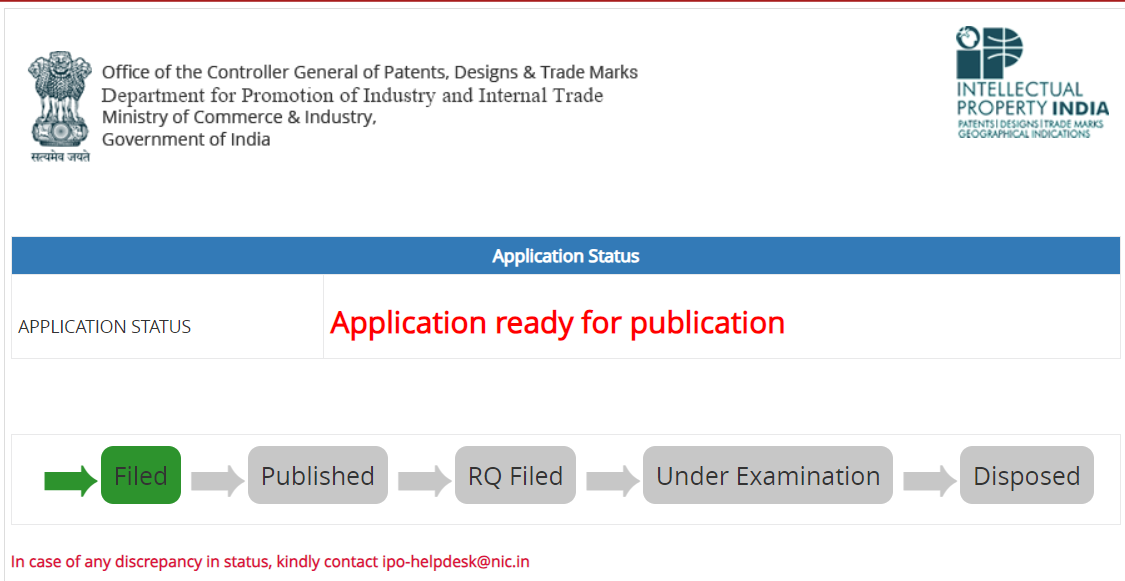 Office of the Controller General of Patents, Designs & Trade Marks
Department for Promotion of Industry and Internal Trade
Ministry of Commerce & Industry,
Government of India
सत्यमेव जयते
INTELLECTUAL
PROPERTY INDIA
PATENTS | DESIGNS | TRADE MARKS
GEOGRAPHICAL INDICATIONS
Application Status
APPLICATION STATUS
Application ready for publication
Filed
Published
RQ Filed
Under Examination
Disposed
In case of any discrepancy in status, kindly contact ipo-helpdesk@nic.in